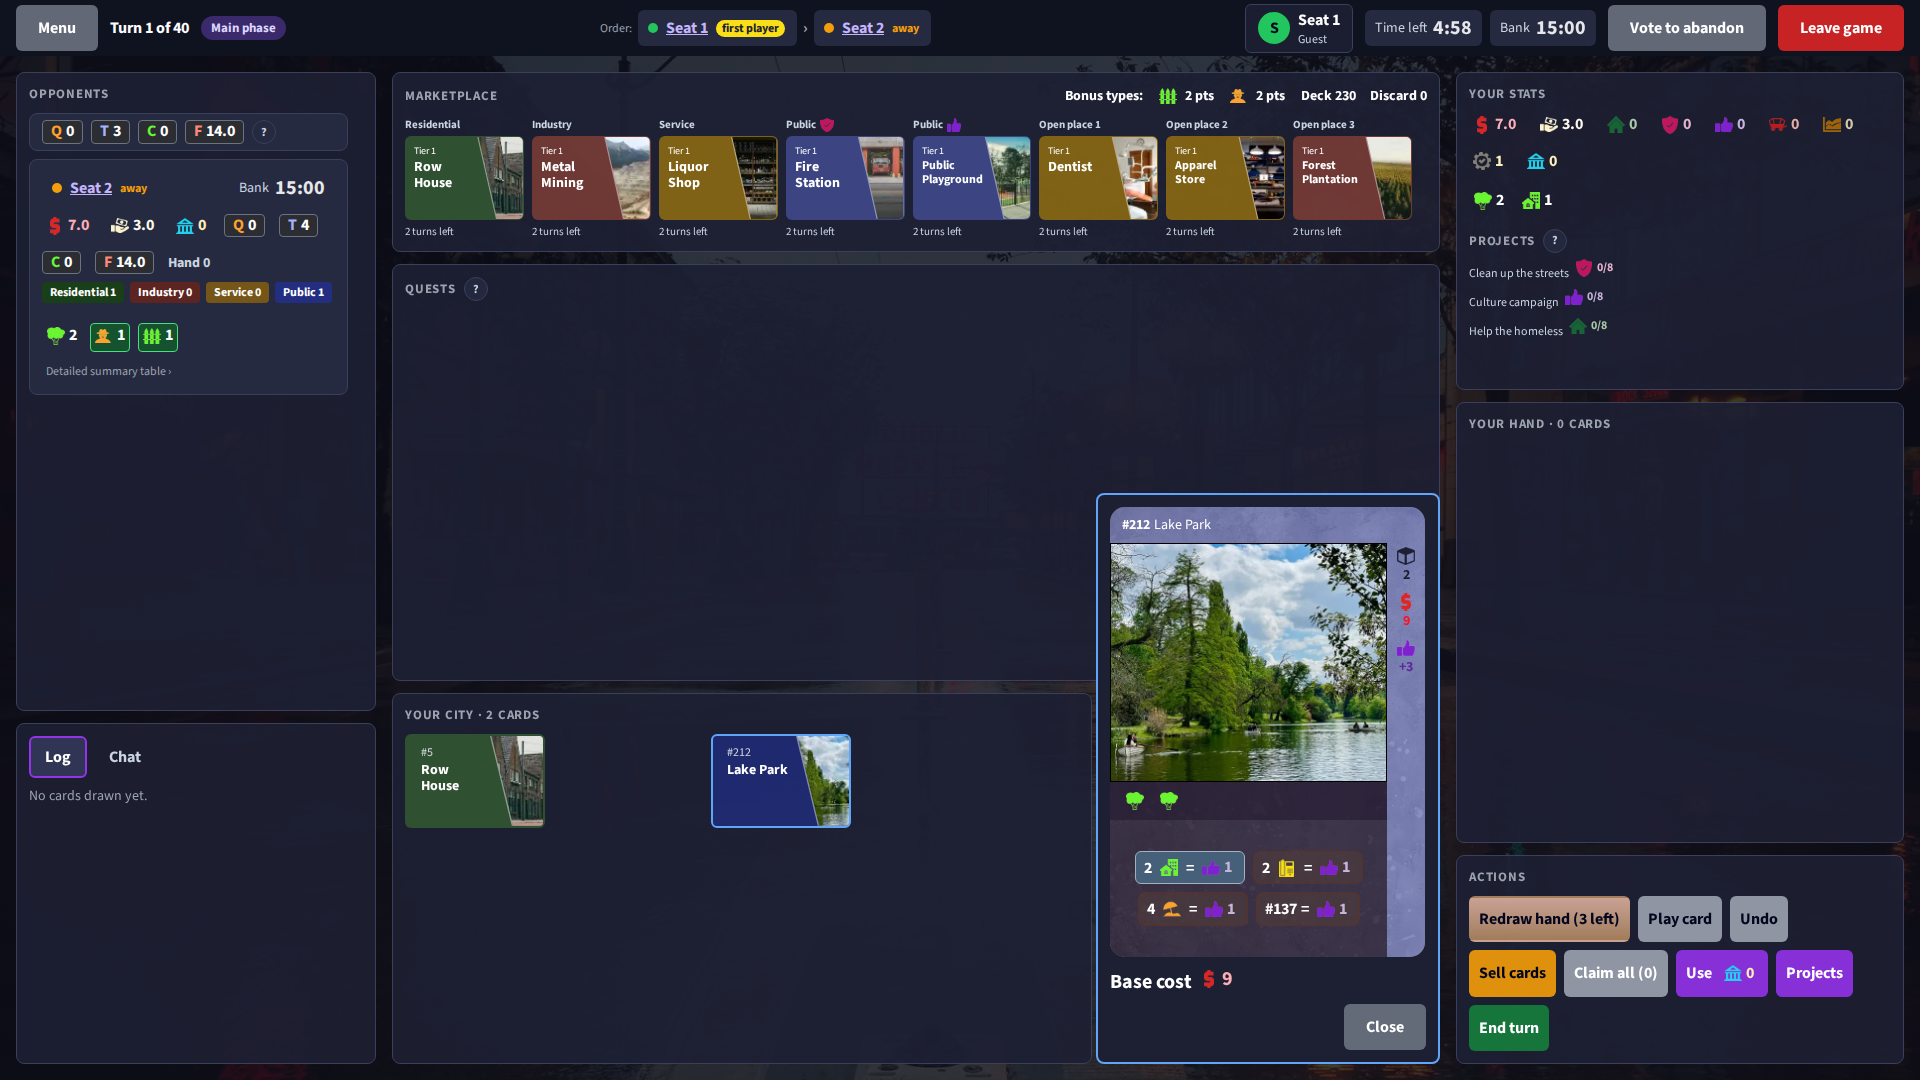 Menu
Turn 1 of 40
Main phase
Order:
Seat 1
first player
›
Seat 2
away
S
Seat 1
Guest
Time left 4:58
Bank 15:00
Vote to abandon
Leave game
OPPONENTS
Q 0
T 3
C 0
F 14.0
?
Seat 2 away
Bank 15:00
7.0
3.0
0
Q 0
T 4
C 0
F 14.0
Hand 0
Residential 1
Industry 0
Service 0
Public 1
2
1
1
Detailed summary table ›
Log
Chat
No cards drawn yet.
MARKETPLACE
Bonus types:
2 pts
2 pts
Deck 230
Discard 0
Residential
Tier 1
Row
House
2 turns left
Industry
Tier 1
Metal
Mining
2 turns left
Service
Tier 1
Liquor
Shop
2 turns left
Public
Tier 1
Fire
Station
2 turns left
Public
Tier 1
Public
Playground
2 turns left
Open place 1
Tier 1
Dentist
2 turns left
Open place 2
Tier 1
Apparel
Store
2 turns left
Open place 3
Tier 1
Forest
Plantation
2 turns left
QUESTS
?
YOUR CITY · 2 CARDS
#5
Row
House
#212
Lake Park
#212 Lake Park
2
9
+3
2 = 1
2 = 1
4 = 1
#137 = 1
Base cost $ 9
Close
YOUR STATS
7.0
3.0
0
0
0
0
0
1
0
2
1
PROJECTS
?
Clean up the streets 0/8
Culture campaign 0/8
Help the homeless 0/8
YOUR HAND · 0 CARDS
ACTIONS
Redraw hand (3 left)
Play card
Undo
Sell cards
Claim all (0)
Use 0
Projects
End turn